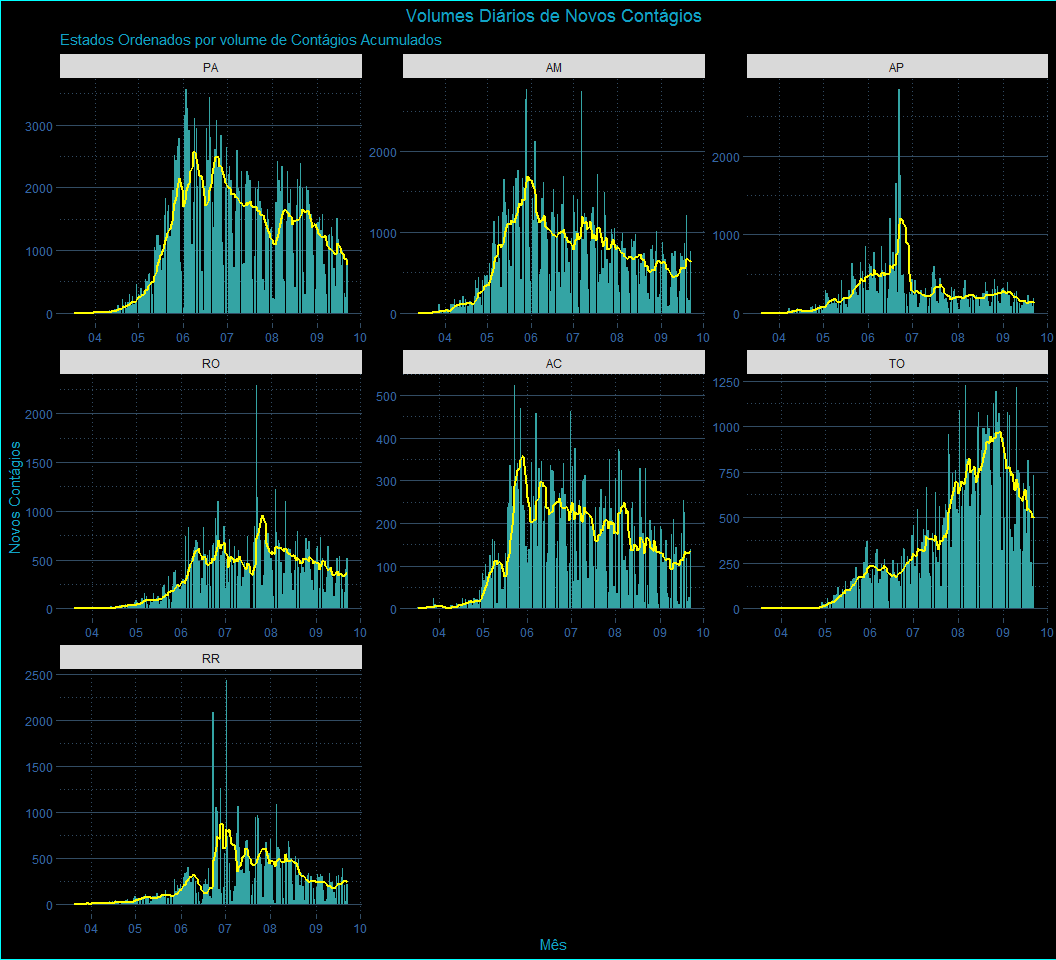 Volumes Diários de Novos Contágios
Estados Ordenados por volume de Contágios Acumulados
PA
AM
AP
3000
2000
1000
0
2000
1000
0
2000
1000
0
04 05 06 07 08 09 10
04 05 06 07 08 09 10
04 05 06 07 08 09 10
RO
AC
TO
2000
1500
1000
500
0
500
400
300
200
100
0
1250
1000
750
500
250
0
04 05 06 07 08 09 10
04 05 06 07 08 09 10
04 05 06 07 08 09 10
Novos Contágios
RR
2500
2000
1500
1000
500
0
04 05 06 07 08 09 10
Mês